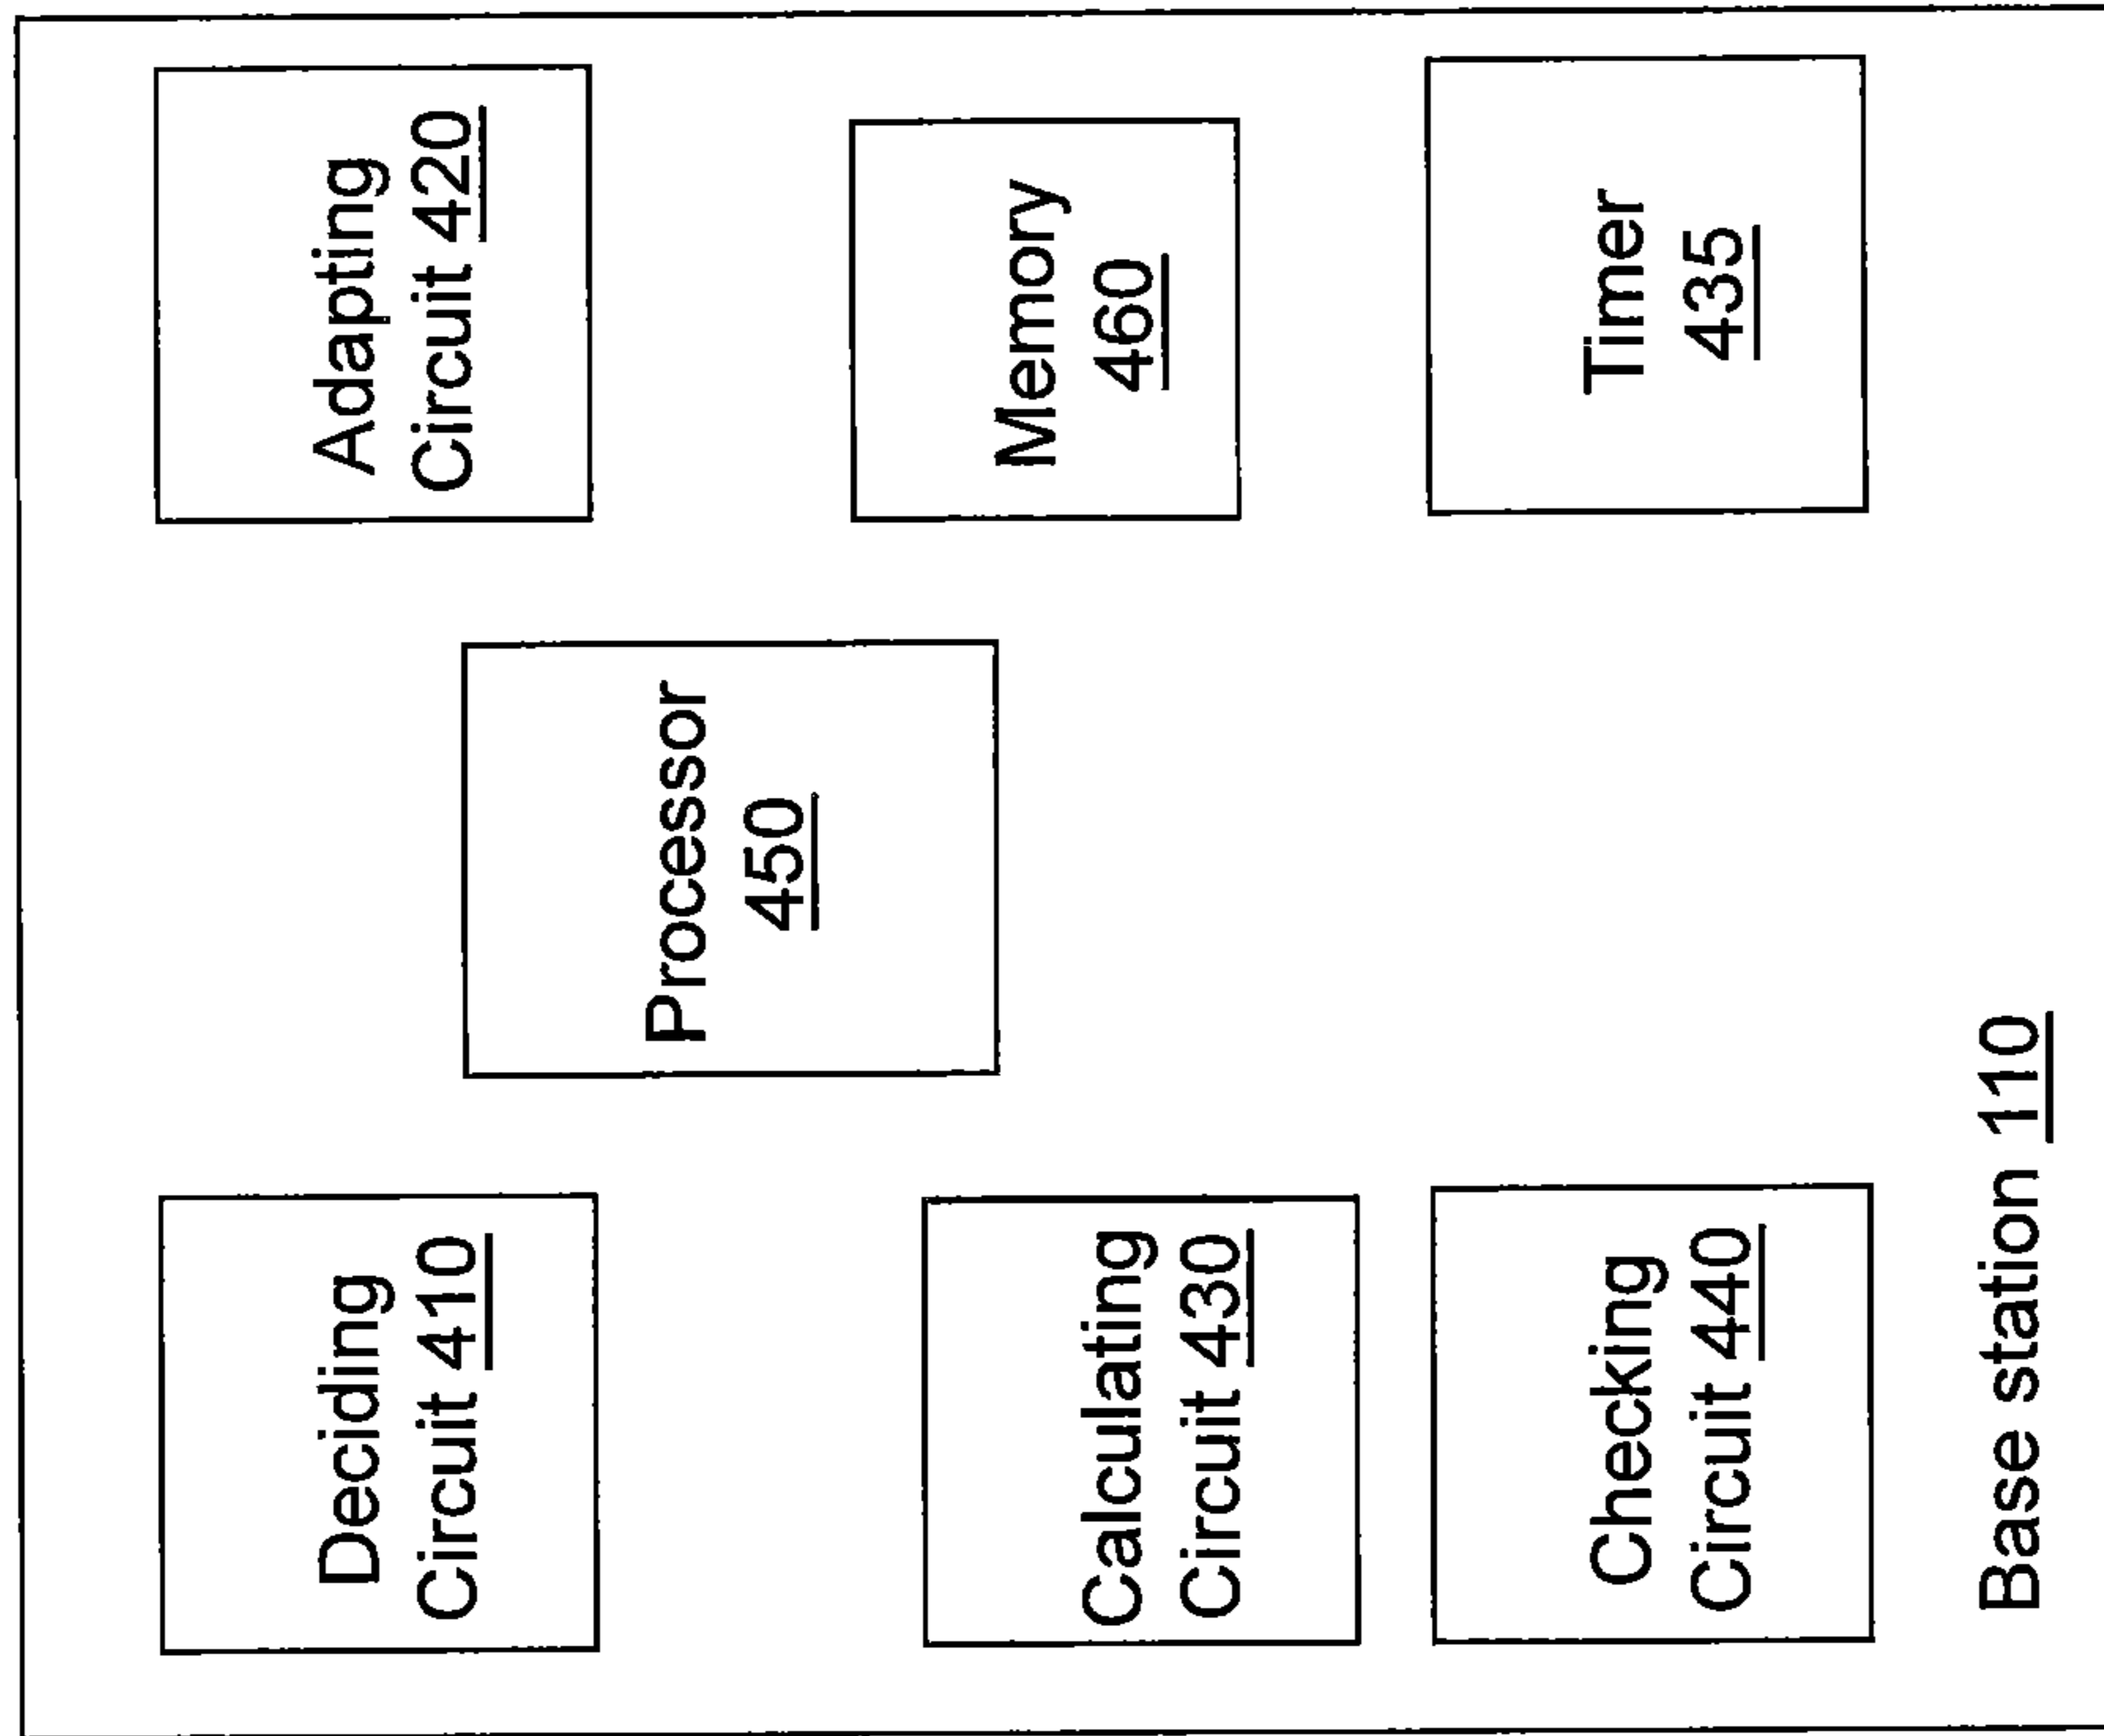 Deciding
Circuit 410
Adapting
Circuit 420
Processor
450
Calculating
Circuit 430
Memory
460
Checking
Circuit 440
Timer
435
Base station 110